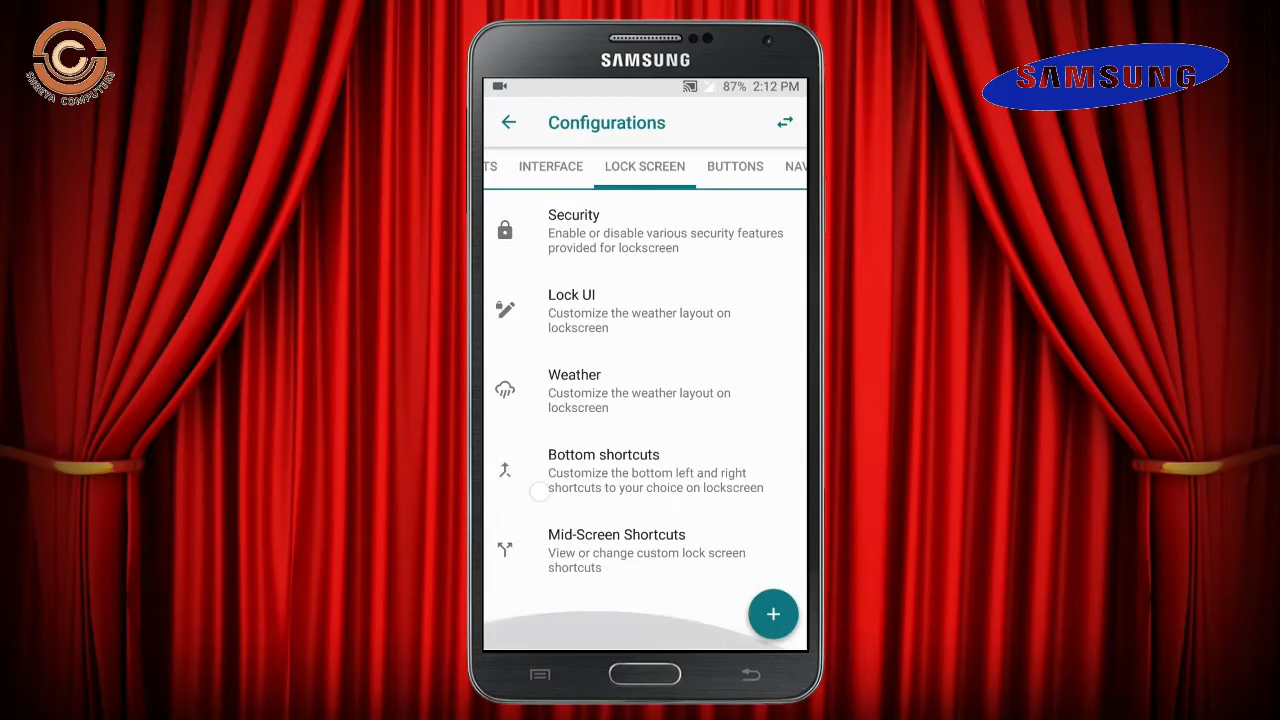 C
SHREYA COMPUTERS
SAMSUNG
SAMSUNG
87% 2:12 PM
Configurations
TS INTERFACE LOCK SCREEN BUTTONS NAV
Security
Enable or disable various security features
provided for lockscreen
Lock UI
Customize the weather layout on
lockscreen
Weather
Customize the weather layout on
lockscreen
Bottom shortcuts
Customize the bottom left and right
shortcuts to your choice on lockscreen
Mid-Screen Shortcuts
View or change custom lock screen
shortcuts